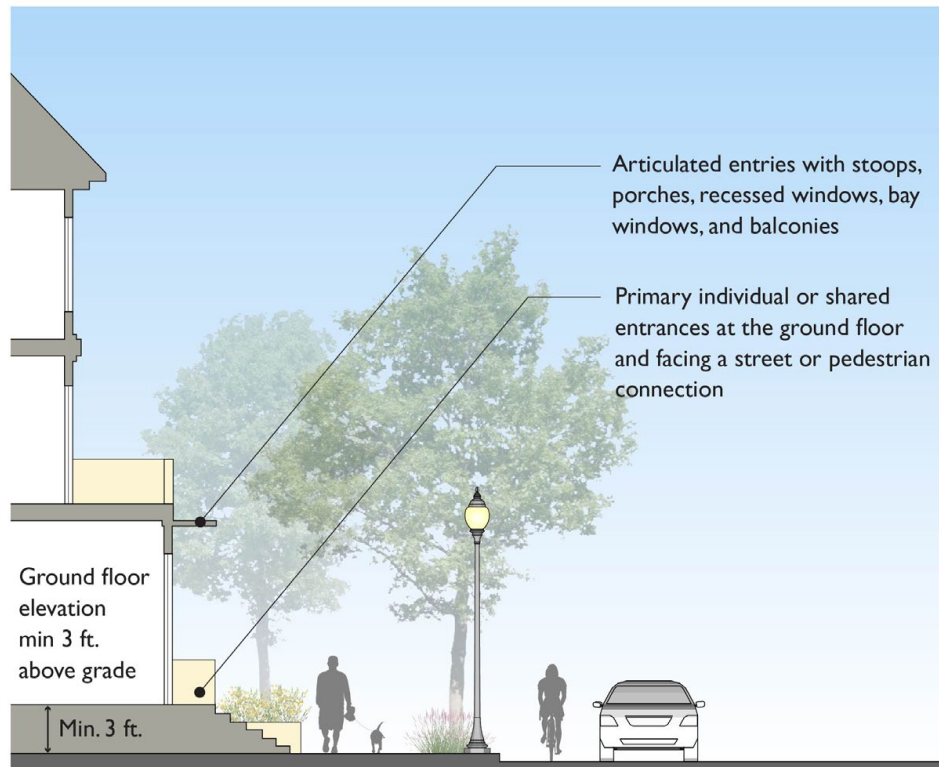 Articulated entries with stoops,
porches, recessed windows, bay
windows, and balconies
Primary individual or shared
entrances at the ground floor
and facing a street or pedestrian
connection
Ground floor
elevation
min 3 ft.
above grade
Min. 3 ft.